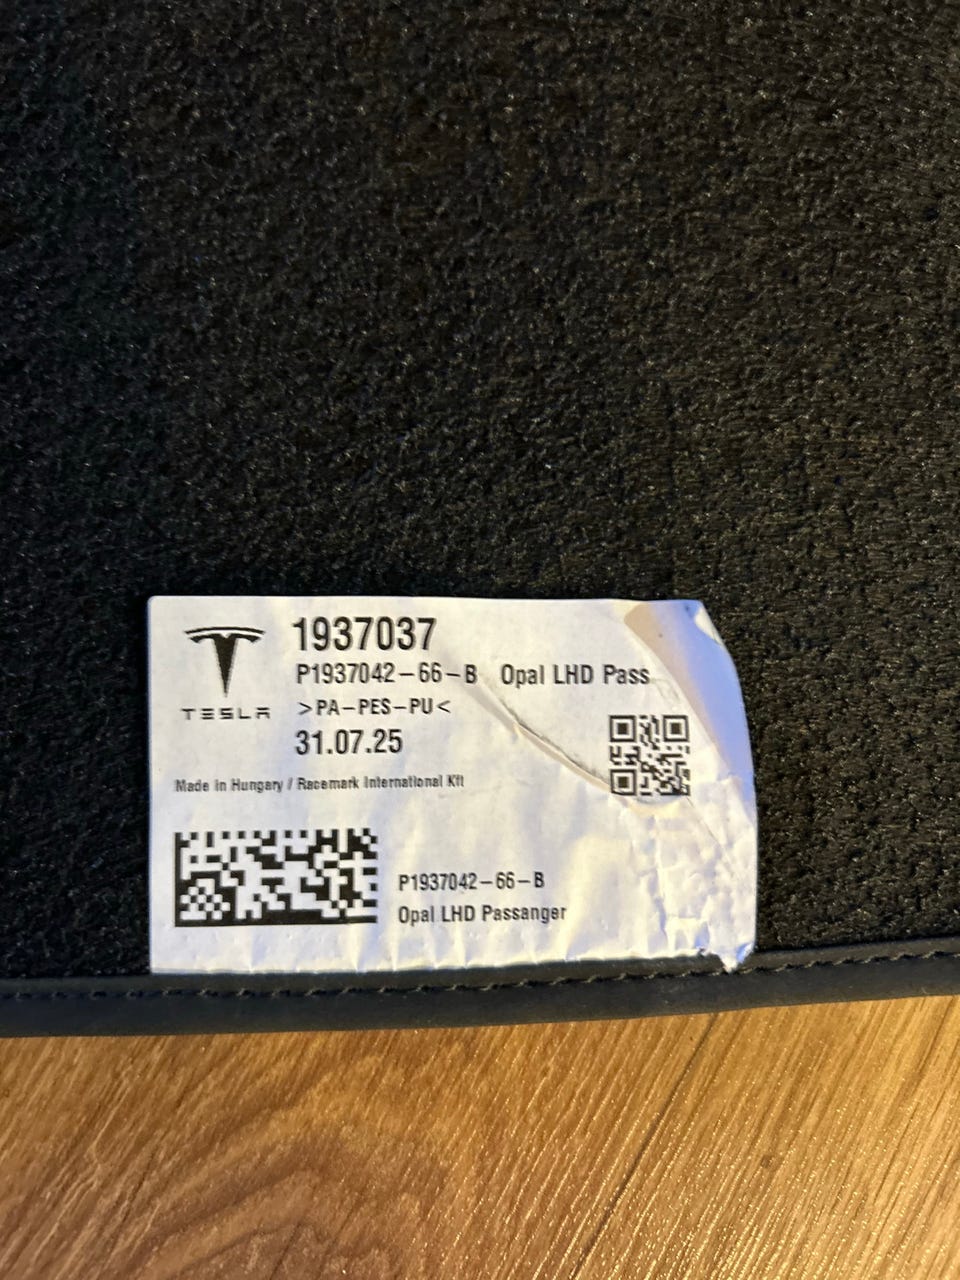 1937037
P1937042-66-B Opal LHD Pass
TESLA >PA-PES-PU<
31.07.25
Made in Hungary / Racemark International Kft
P1937042-66-B
Opal LHD Passanger